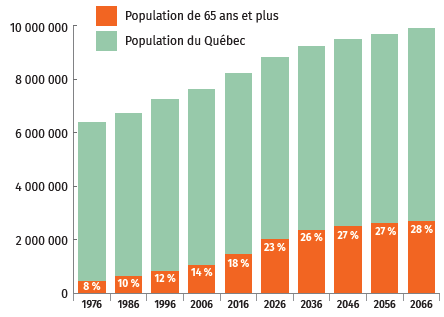 Population de 65 ans et plus
Population du Québec
10 000 000
8 000 000
6 000 000
4 000 000
2 000 000
0
8 % 10 % 12 % 14 % 18 % 23 % 26 % 27 % 27 % 28 %
1976 1986 1996 2006 2016 2026 2036 2046 2056 2066